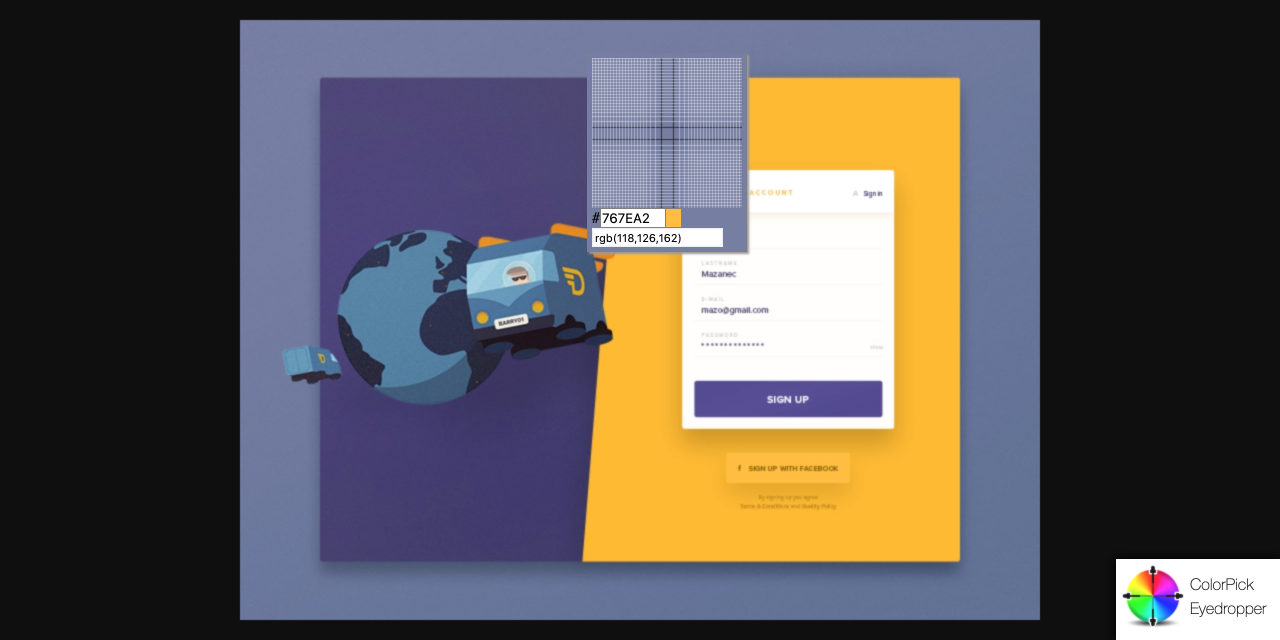 #767EA2
rgb(118,126,162)
ACCOUNT
Sign in
LASTNAME
Mazanec
E-MAIL
mazo@gmail.com
PASSWORD
**************
BARRY01
SIGN UP
f SIGN UP WITH FACEBOOK
By signing up you agree
Terms & Conditions and Quality Policy
ColorPick
Eyedropper